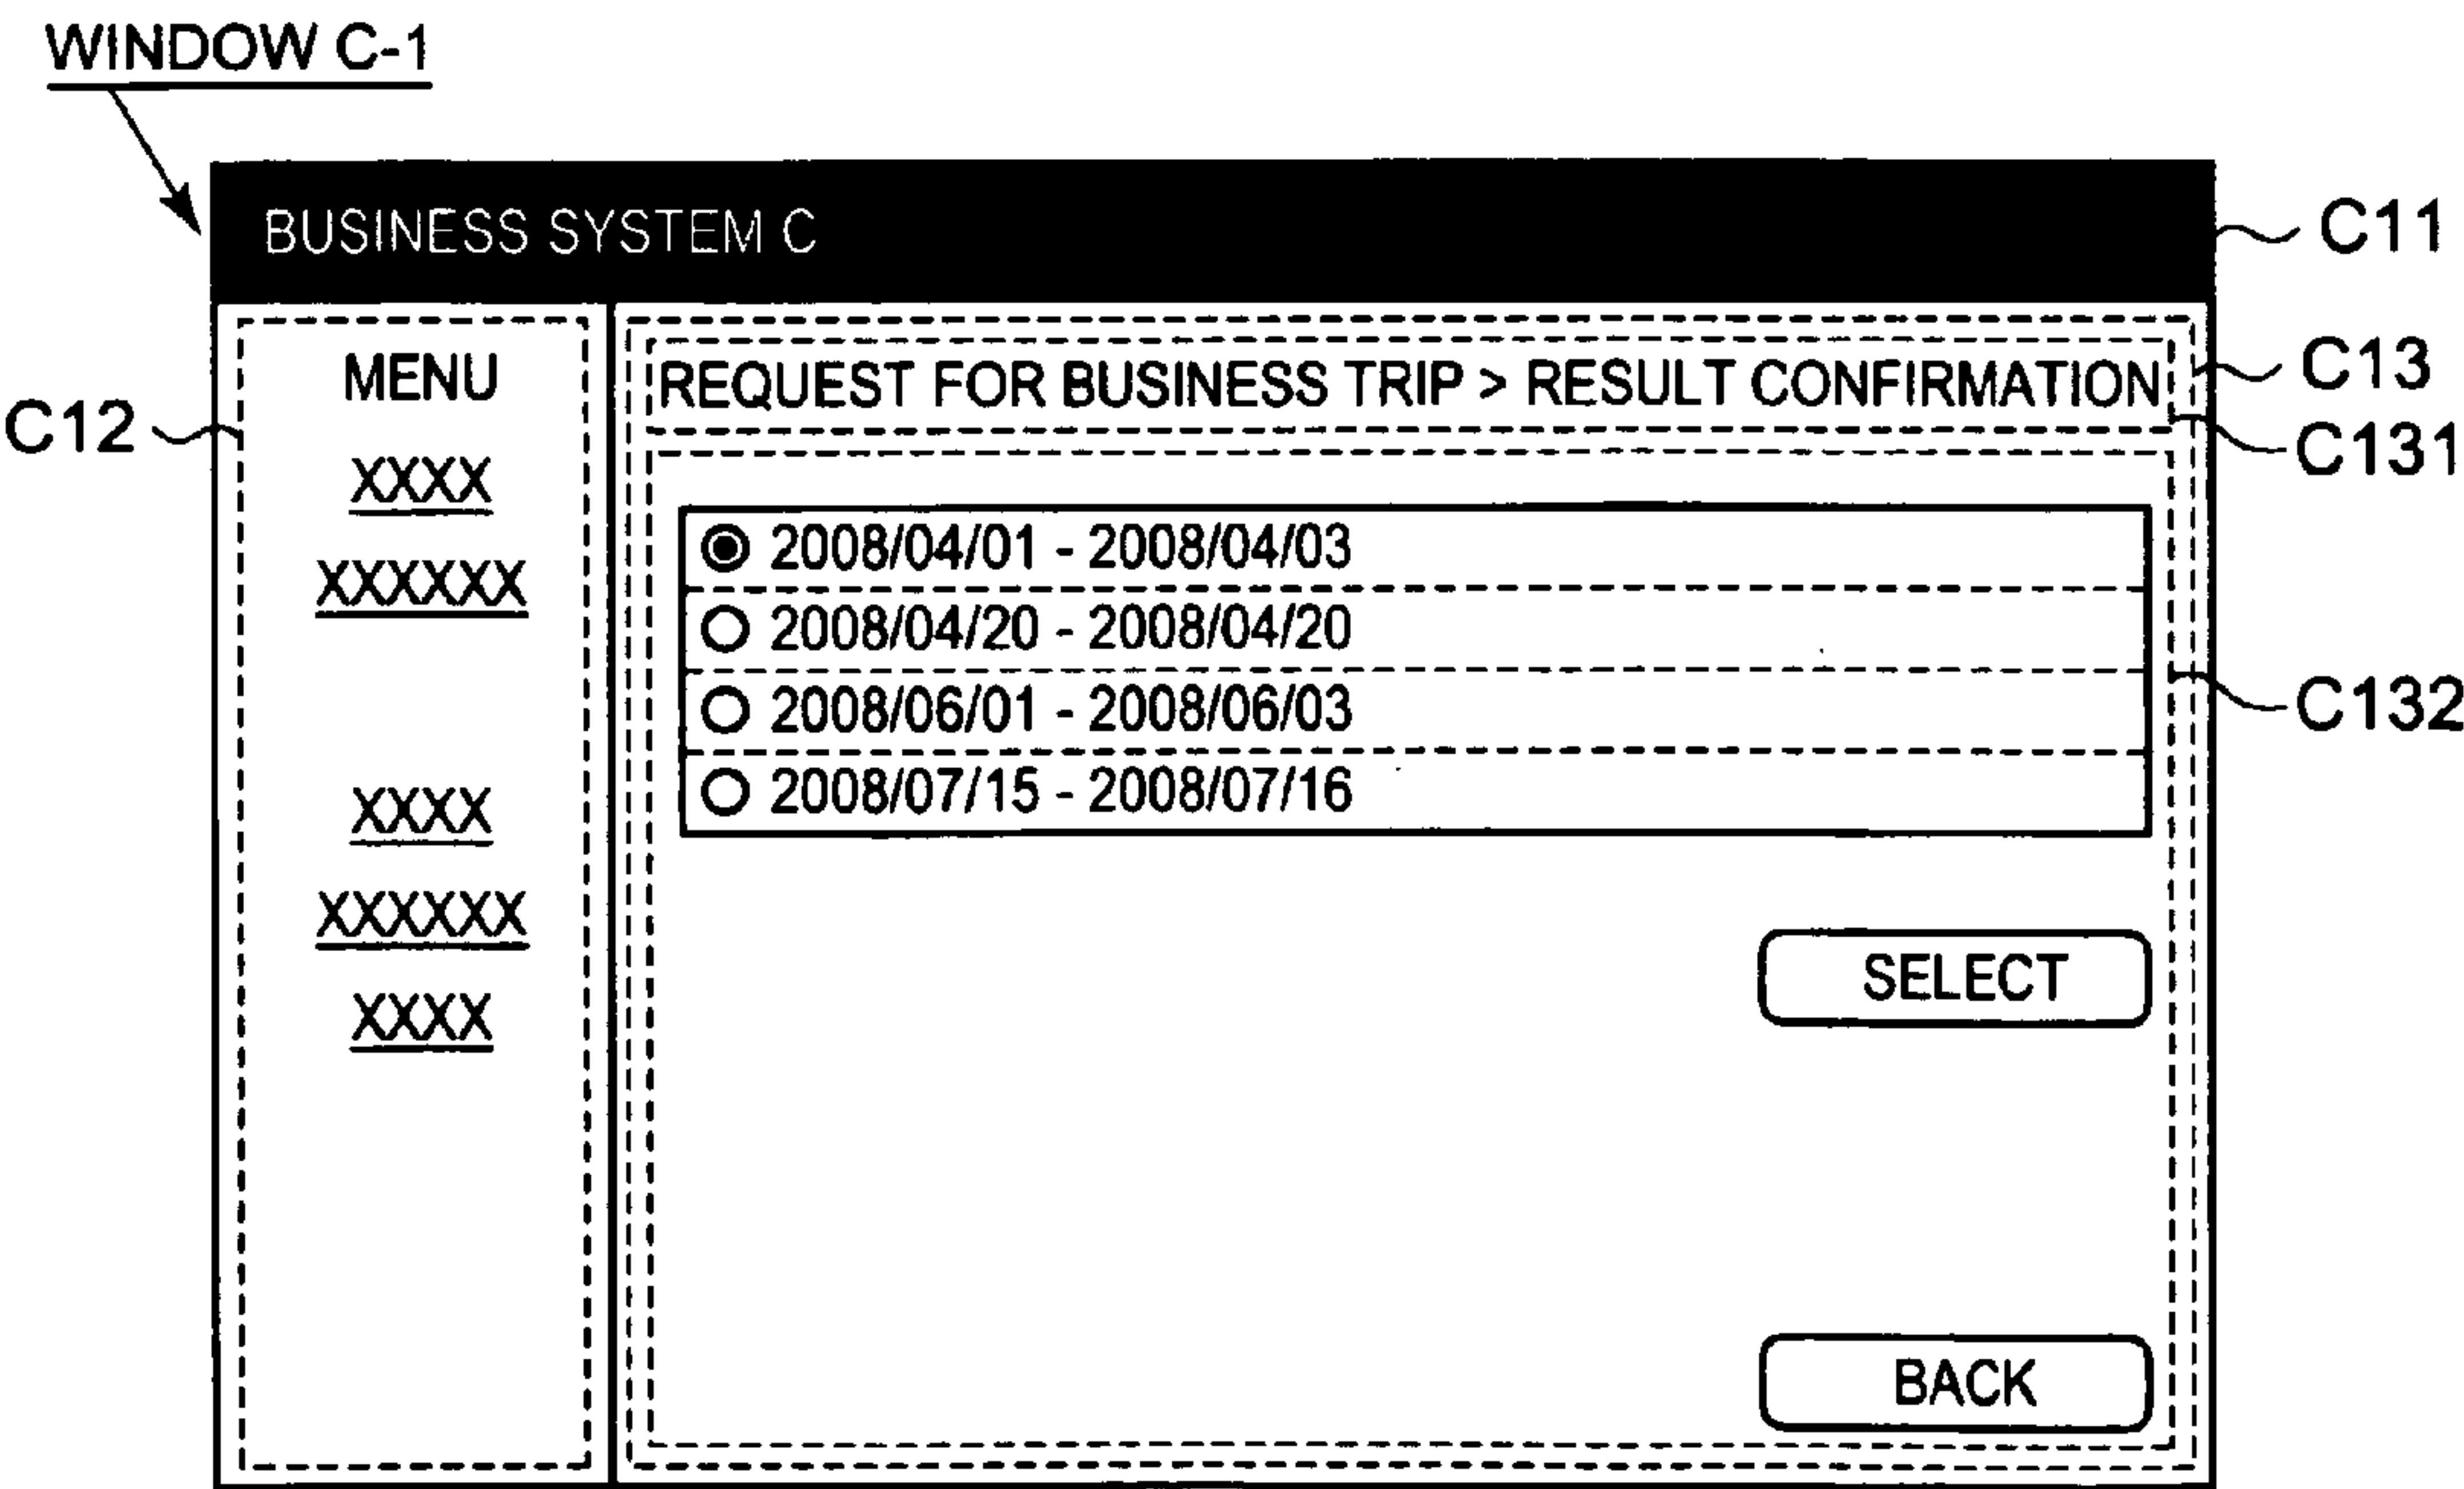 WINDOW C-1
BUSINESS SYSTEM C
C11
MENU
XXXX
XXXXXX
XXXX
XXXXXX
XXXX
C12
REQUEST FOR BUSINESS TRIP > RESULT CONFIRMATION
C13
C131
2008/04/01 - 2008/04/03
2008/04/20 - 2008/04/20
2008/06/01 - 2008/06/03
2008/07/15 - 2008/07/16
C132
SELECT
BACK